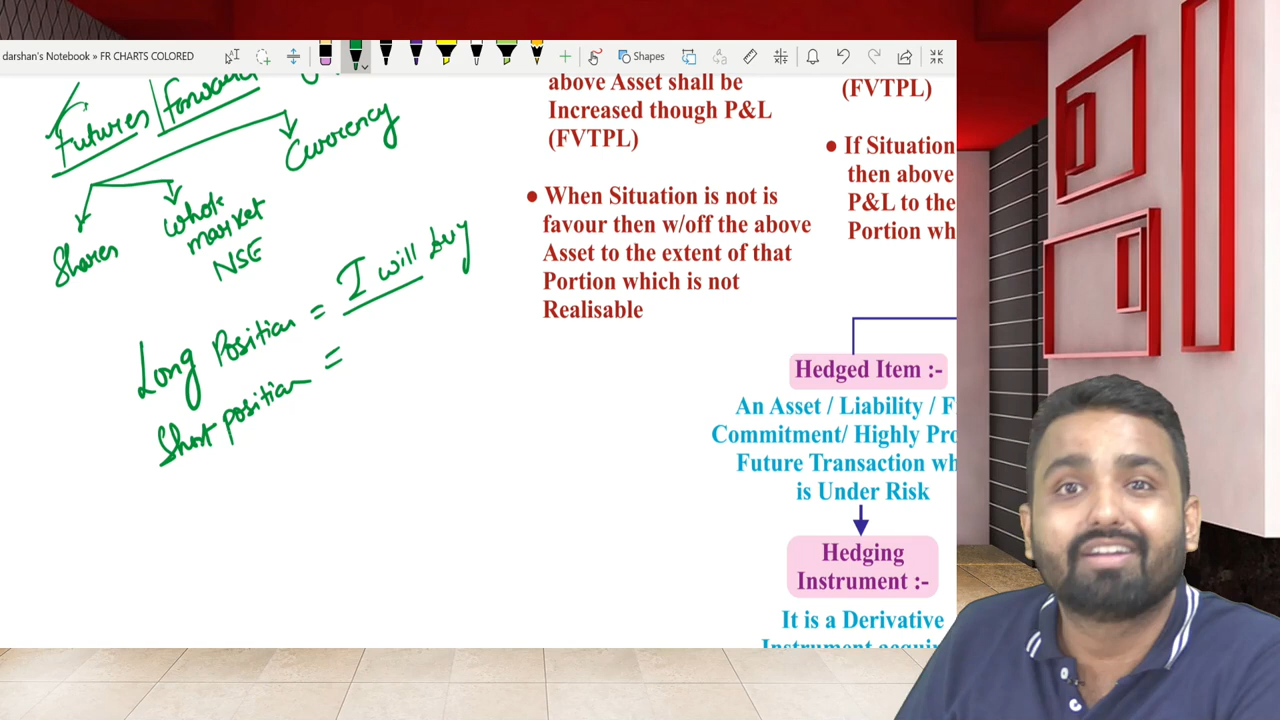 darshan's Notebook » FR CHARTS COLORED
Shapes
Futures/Forward
Currency
Shares
whole
market
NSE
Long Position = I will buy
Short position =
above Asset shall be
Increased though P&L
(FVTPL)
● When Situation is not is
favour then w/off the above
Asset to the extent of that
Portion which is not
Realisable
(FVTPL)
● If Situation
then above
P&L to the
Portion wh
Hedged Item :-
An Asset / Liability / F
Commitment/ Highly Pro
Future Transaction wh
is Under Risk
Hedging
Instrument :-
It is a Derivative
Instrument acqui